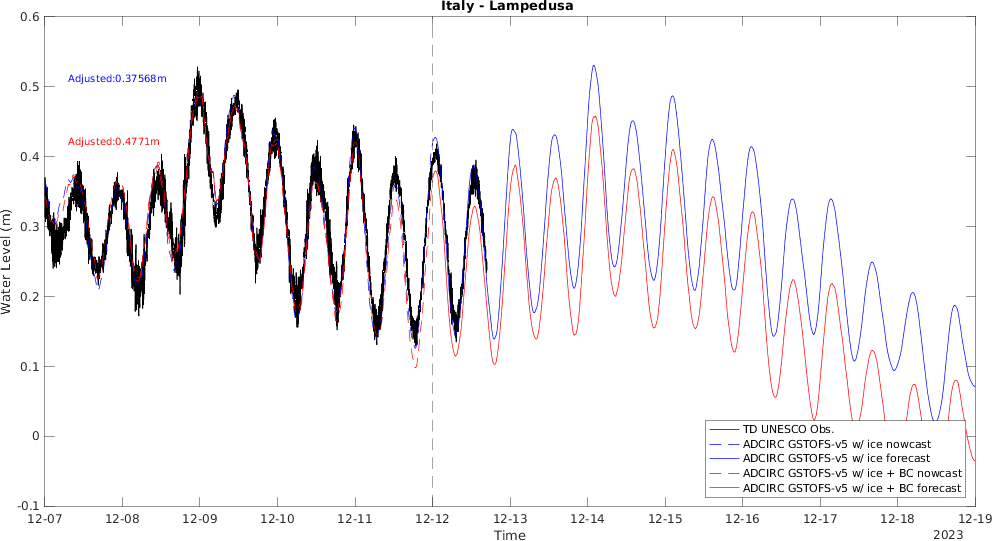 Italy - Lampedusa
0.6
0.5
0.4
0.3
0.2
0.1
0
-0.1
Water Level (m)
Adjusted:0.37568m
Adjusted:0.4771m
TD UNESCO Obs.
ADCIRC GSTOFS-v5 w/ ice nowcast
ADCIRC GSTOFS-v5 w/ ice forecast
ADCIRC GSTOFS-v5 w/ ice + BC nowcast
ADCIRC GSTOFS-v5 w/ ice + BC forecast
12-07 12-08 12-09 12-10 12-11 12-12 12-13 12-14 12-15 12-16 12-17 12-18 12-19
Time
2023